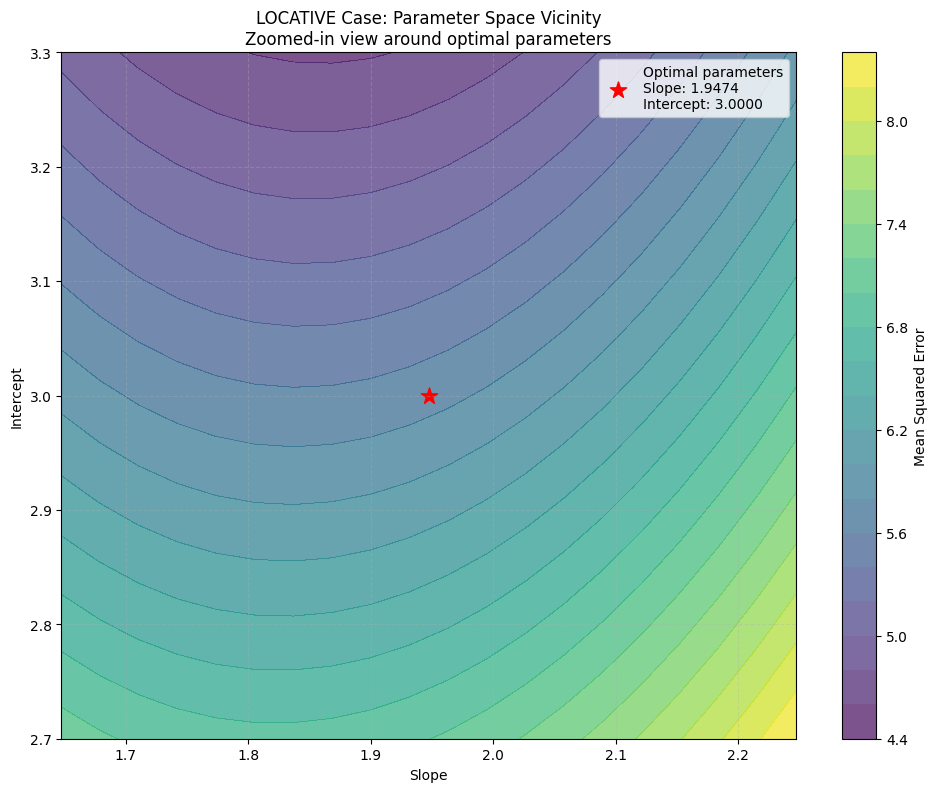 LOCATIVE Case: Parameter Space Vicinity
Zoomed-in view around optimal parameters
Optimal parameters
Slope: 1.9474
Intercept: 3.0000
3.3
3.2
3.1
3.0
2.9
2.8
2.7
Intercept
1.7
1.8
1.9
2.0
2.1
2.2
Slope
8.0
7.4
6.8
6.2
5.6
5.0
4.4
Mean Squared Error